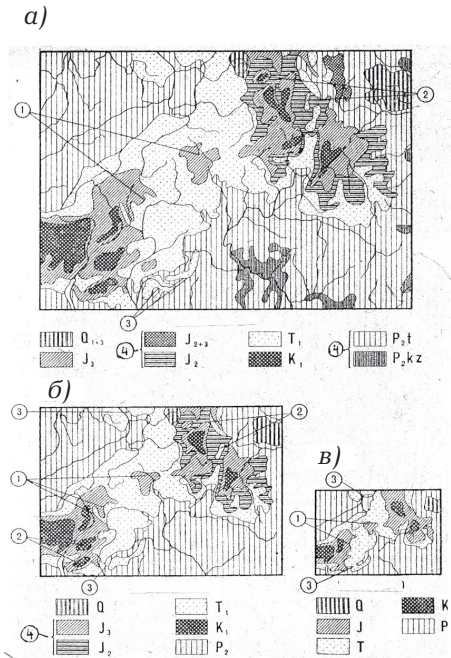 а)
1
2
3
Q₁₊₃ 4 J₂₊₃ T₁ 4 P₂t
J₃ J₂ K₁ P₂kz
б)
3
2
в)
3
1
1
2
3
3
Q T₁ Q K
4 J₃ K₁ J P
J₂ P₂ T